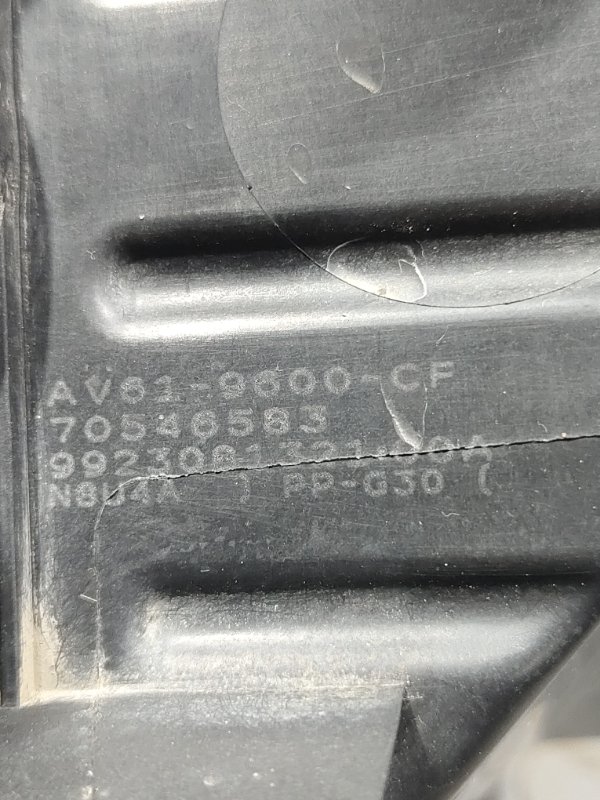 AV61-9600-CF
70546583
N8U4A ) PP-G30 (